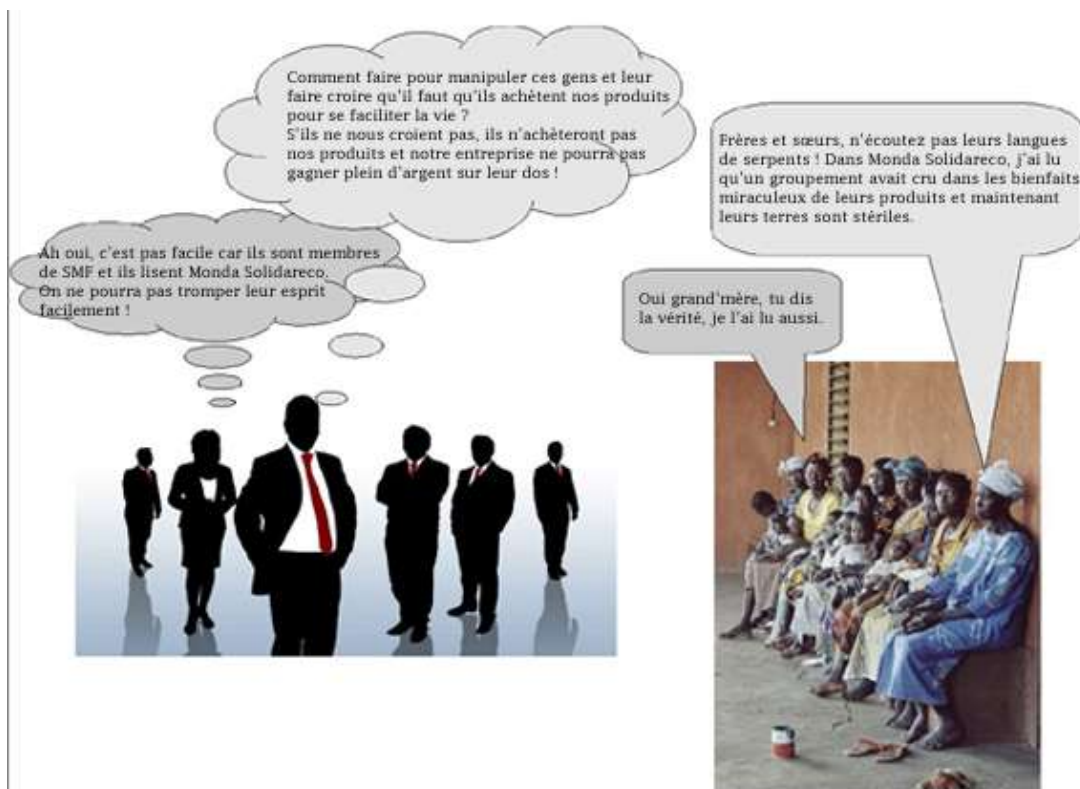 Comment faire pour manipuler ces gens et leur
faire croire qu'il faut qu'ils achètent nos produits
pour se faciliter la vie ?
S'ils ne nous croient pas, ils n'achèteront pas
nos produits et notre entreprise ne pourra pas
gagner plein d'argent sur leur dos !
Ah oui, c'est pas facile car ils sont membres
de SMF et ils lisent Monda Solidareco.
On ne pourra pas tromper leur esprit
facilement !
Frères et sœurs, n'écoutez pas leurs langues
de serpents ! Dans Monda Solidareco, j'ai lu
qu'un groupement avait cru dans les bienfaits
miraculeux de leurs produits et maintenant
leurs terres sont stériles.
Oui grand'mère, tu dis
la vérité, je l'ai lu aussi.